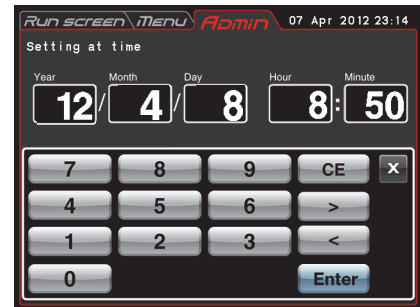 Run screen Menu Admin 07 Apr 2012 23:14
Setting at time
Year Month Day Hour Minute
12/4/8 8:50
7 8 9 CE X
4 5 6 >
1 2 3 <
0 Enter